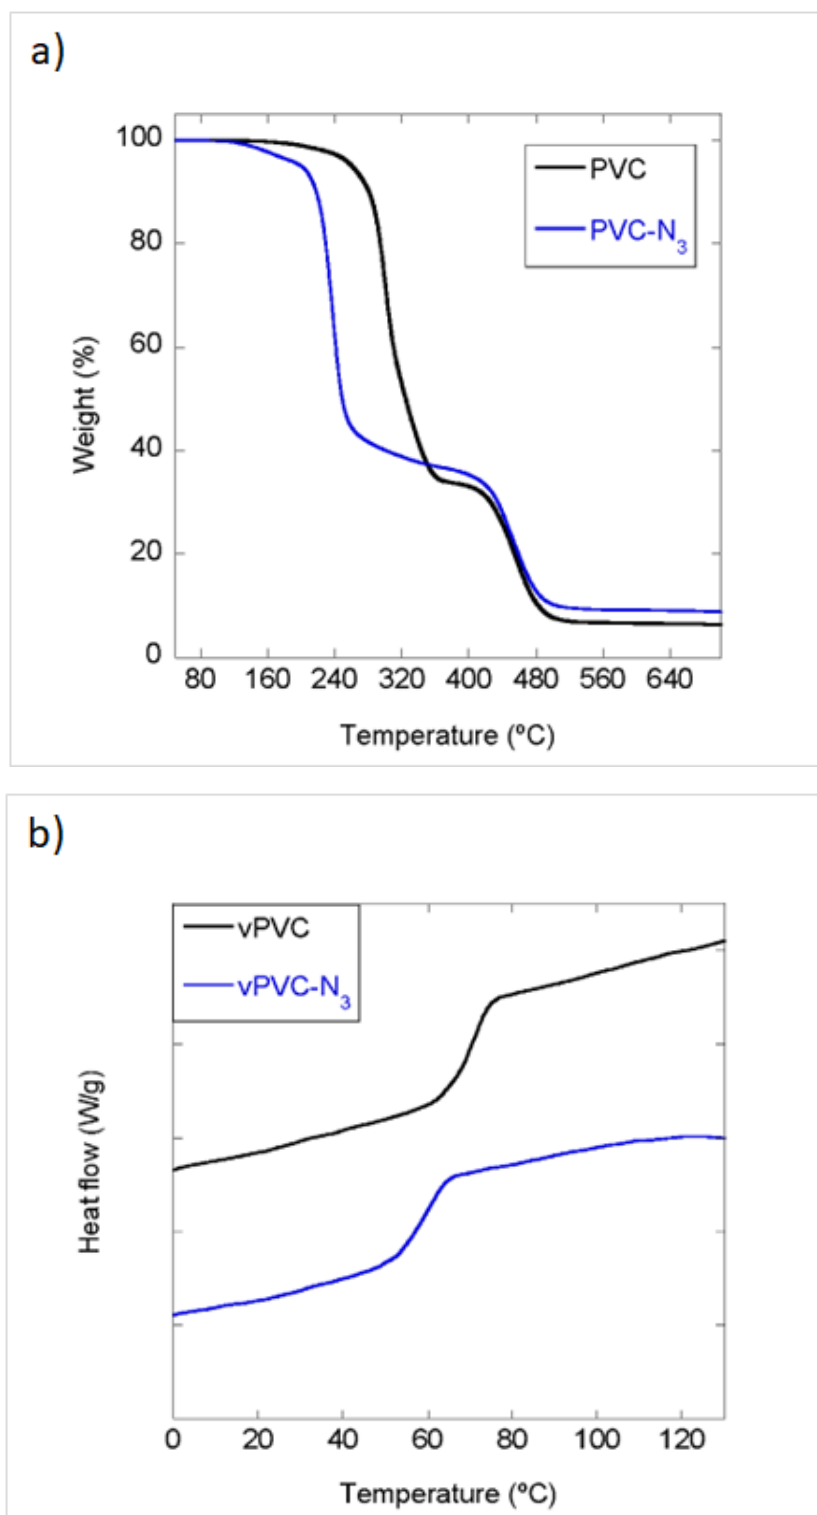 a)
100
80
60
40
20
0
PVC
PVC-N₃
Weight (%)
80 160 240 320 400 480 560 640
Temperature (ºC)
b)
vPVC
vPVC-N₃
Heat flow (W/g)
0 20 40 60 80 100 120
Temperature (ºC)